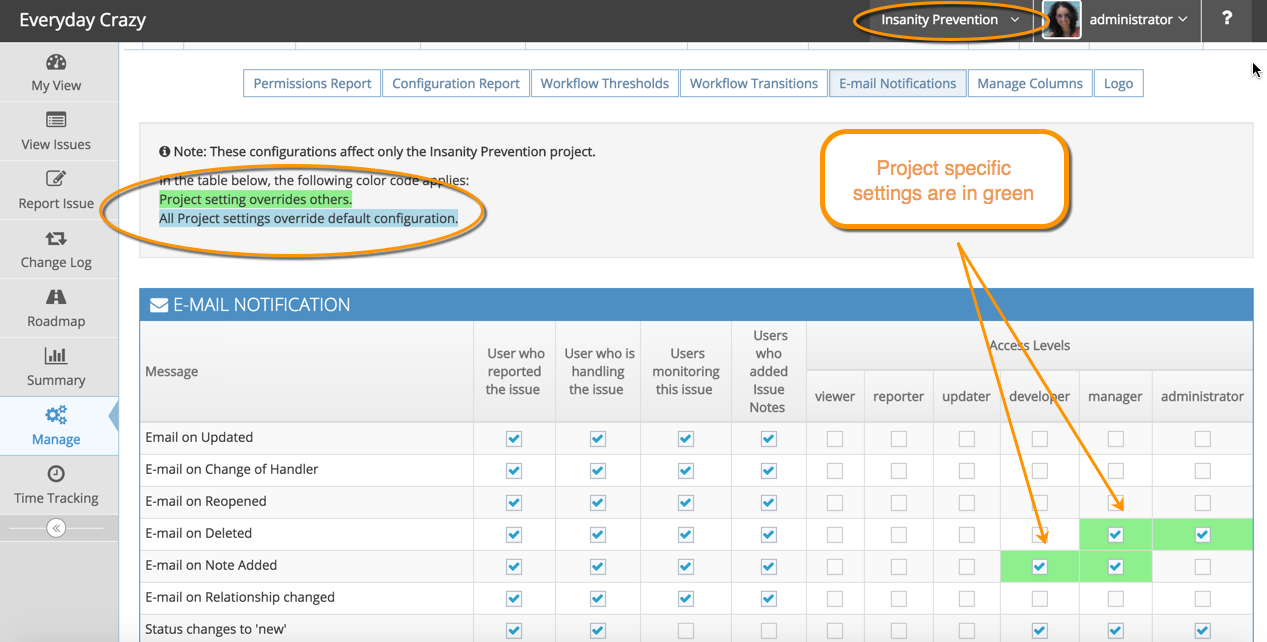 Everyday Crazy
Insanity Prevention
administrator
?
My View
View Issues
Report Issue
Change Log
Roadmap
Summary
Manage
Time Tracking
Permissions Report
Configuration Report
Workflow Thresholds
Workflow Transitions
E-mail Notifications
Manage Columns
Logo
Note: These configurations affect only the Insanity Prevention project.
In the table below, the following color code applies:
Project setting overrides others.
All Project settings override default configuration.
Project specific
settings are in green
E-MAIL NOTIFICATION
Message
User who
reported
the issue
User who is
handling
the issue
Users
monitoring
this issue
Users
who
added
Issue
Notes
Access Levels
viewer
reporter
updater
developer
manager
administrator
Email on Updated
E-mail on Change of Handler
E-mail on Reopened
E-mail on Deleted
E-mail on Note Added
E-mail on Relationship changed
Status changes to 'new'